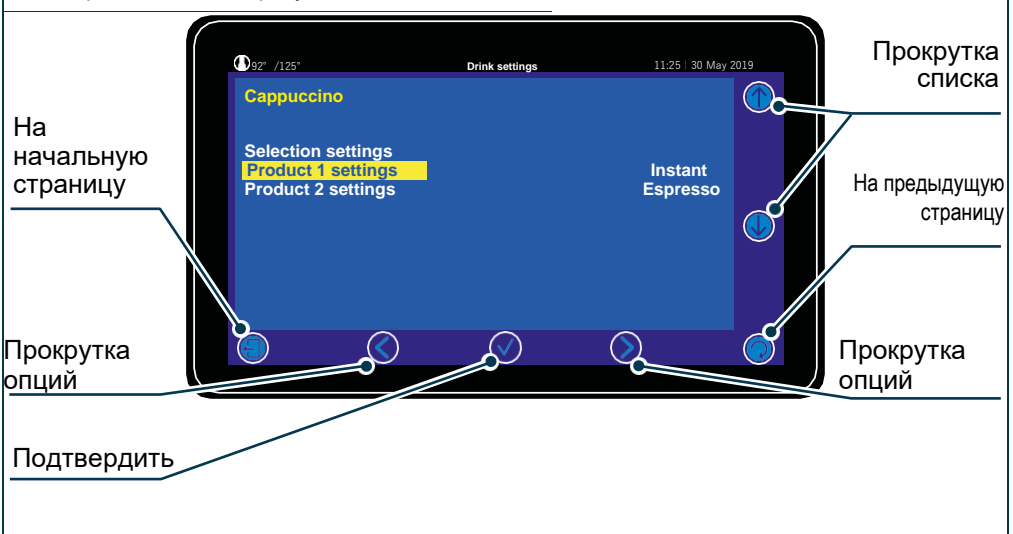 92° /125°
Drink settings
11:25 | 30 May 2019
Cappuccino
Selection settings
Product 1 settings
Instant
Product 2 settings
Espresso
Прокрутка
списка
На
начальную
страницу
На предыдущую
страницу
Прокрутка
опций
Прокрутка
опций
Подтвердить